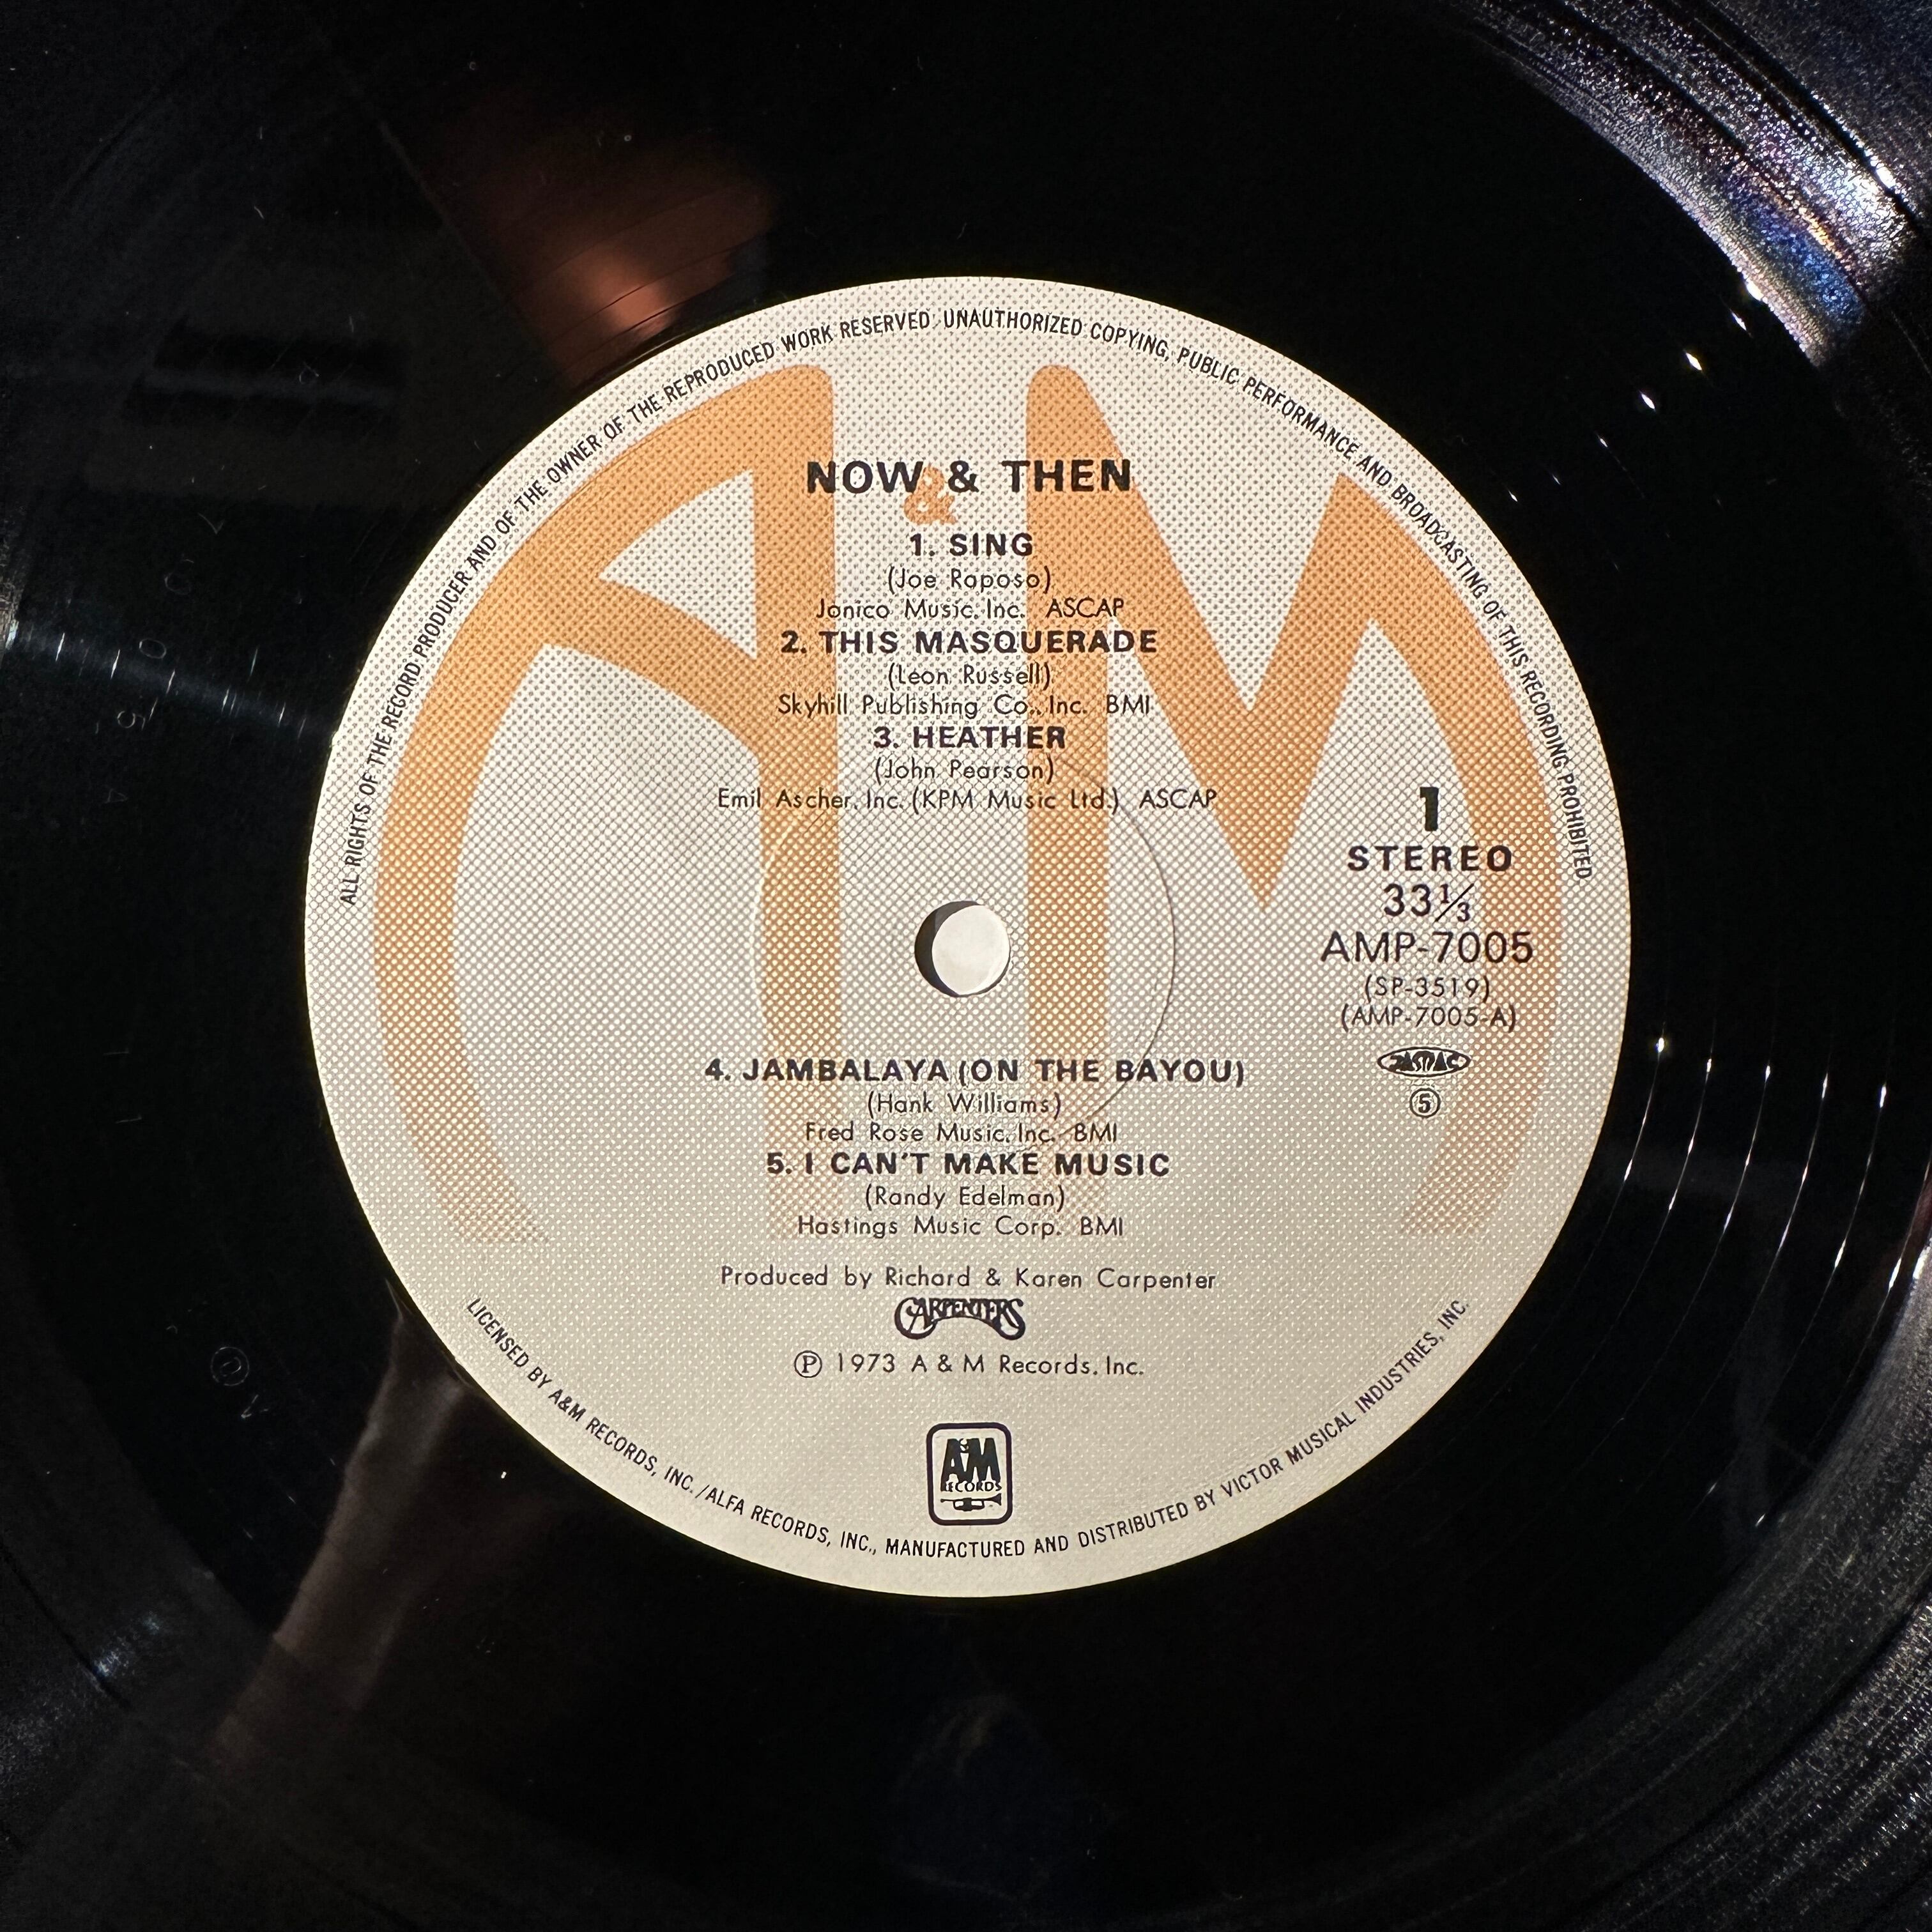 ALL RIGHTS OF THE RECORD PRODUCER AND OF THE OWNER OF THE REPRODUCED WORK RESERVED. UNAUTHORIZED COPYING, PUBLIC PERFORMANCE AND BROADCASTING OF THIS RECORDING PROHIBITED.
AM
&
NOW & THEN
1. SING
(Joe Raposo)
Jonico Music, Inc. ASCAP
2. THIS MASQUERADE
(Leon Russell)
Skyhill Publishing Co., Inc. BMI
3. HEATHER
(John Pearson)
Emil Ascher, Inc. (KPM Music Ltd.) ASCAP
1
STEREO
33⅓
AMP-7005
(SP-3519)
(AMP-7005-A)
JASRAC
⑤
4. JAMBALAYA (ON THE BAYOU)
(Hank Williams)
Fred Rose Music, Inc. BMI
5. I CAN'T MAKE MUSIC
(Randy Edelman)
Hastings Music Corp. BMI
Produced by Richard & Karen Carpenter
CARPENTERS
Ⓟ 1973 A & M Records, Inc.
A&M
RECORDS
LICENSED BY A&M RECORDS, INC./ALFA RECORDS, INC., MANUFACTURED AND DISTRIBUTED BY VICTOR MUSICAL INDUSTRIES, INC.